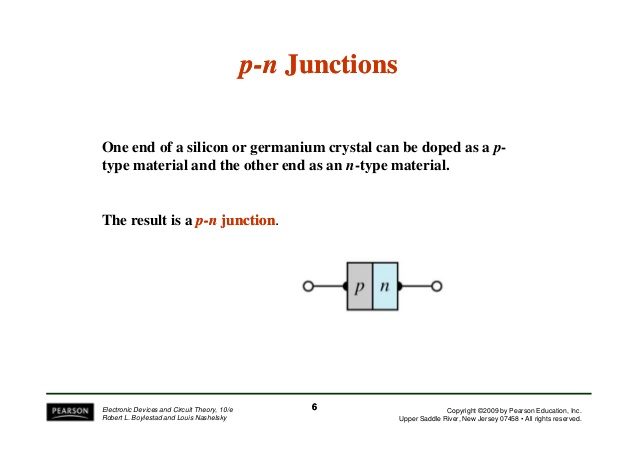 p-n Junctions
One end of a silicon or germanium crystal can be doped as a p-
type material and the other end as an n-type material.
The result is a p-n junction.
p n
PEARSON
Electronic Devices and Circuit Theory, 10/e
Robert L. Boylestad and Louis Nashelsky
6
Copyright ©2009 by Pearson Education, Inc.
Upper Saddle River, New Jersey 07458 • All rights reserved.